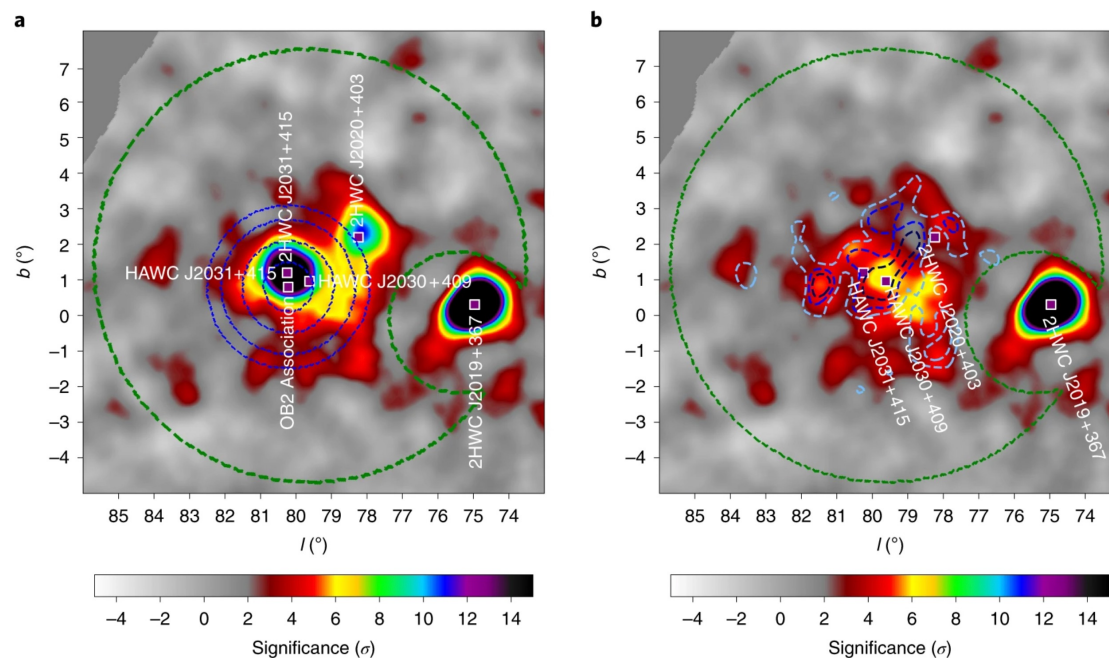 a
7
6
5
4
3
2
1
0
−1
−2
−3
−4
b (°)
2HWC J2031+415
2HWC J2020+403
HAWC J2031+415
HAWC J2030+409
OB2 Association
2HWC J2019+367
85 84 83 82 81 80 79 78 77 76 75 74
l (°)
−4 −2 0 2 4 6 8 10 12 14
Significance (σ)
b
7
6
5
4
3
2
1
0
−1
−2
−3
−4
b (°)
2HWC J2020+403
HAWC J2030+409
HAWC J2031+415
2HWC J2019+367
85 84 83 82 81 80 79 78 77 76 75 74
l (°)
−4 −2 0 2 4 6 8 10 12 14
Significance (σ)